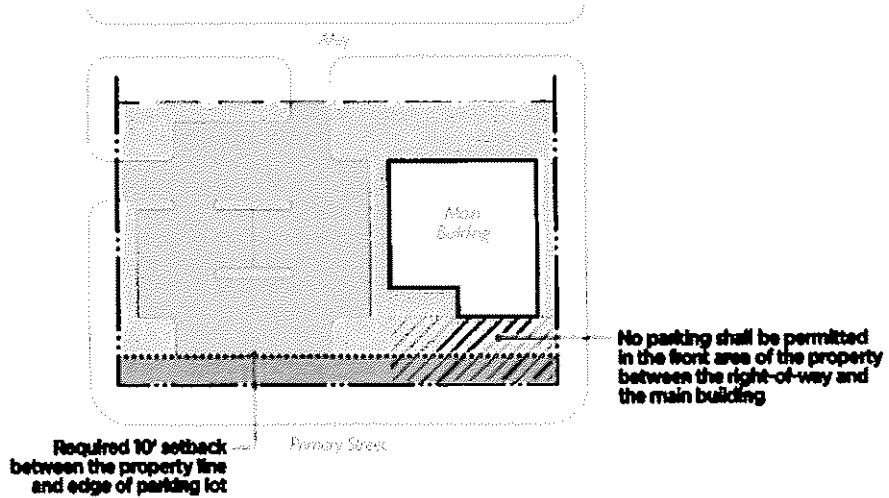 Alley
Main
Building
No parking shall be permitted
in the front area of the property
between the right-of-way and
the main building
Required 10' setback
between the property line
and edge of parking lot
Primary Street